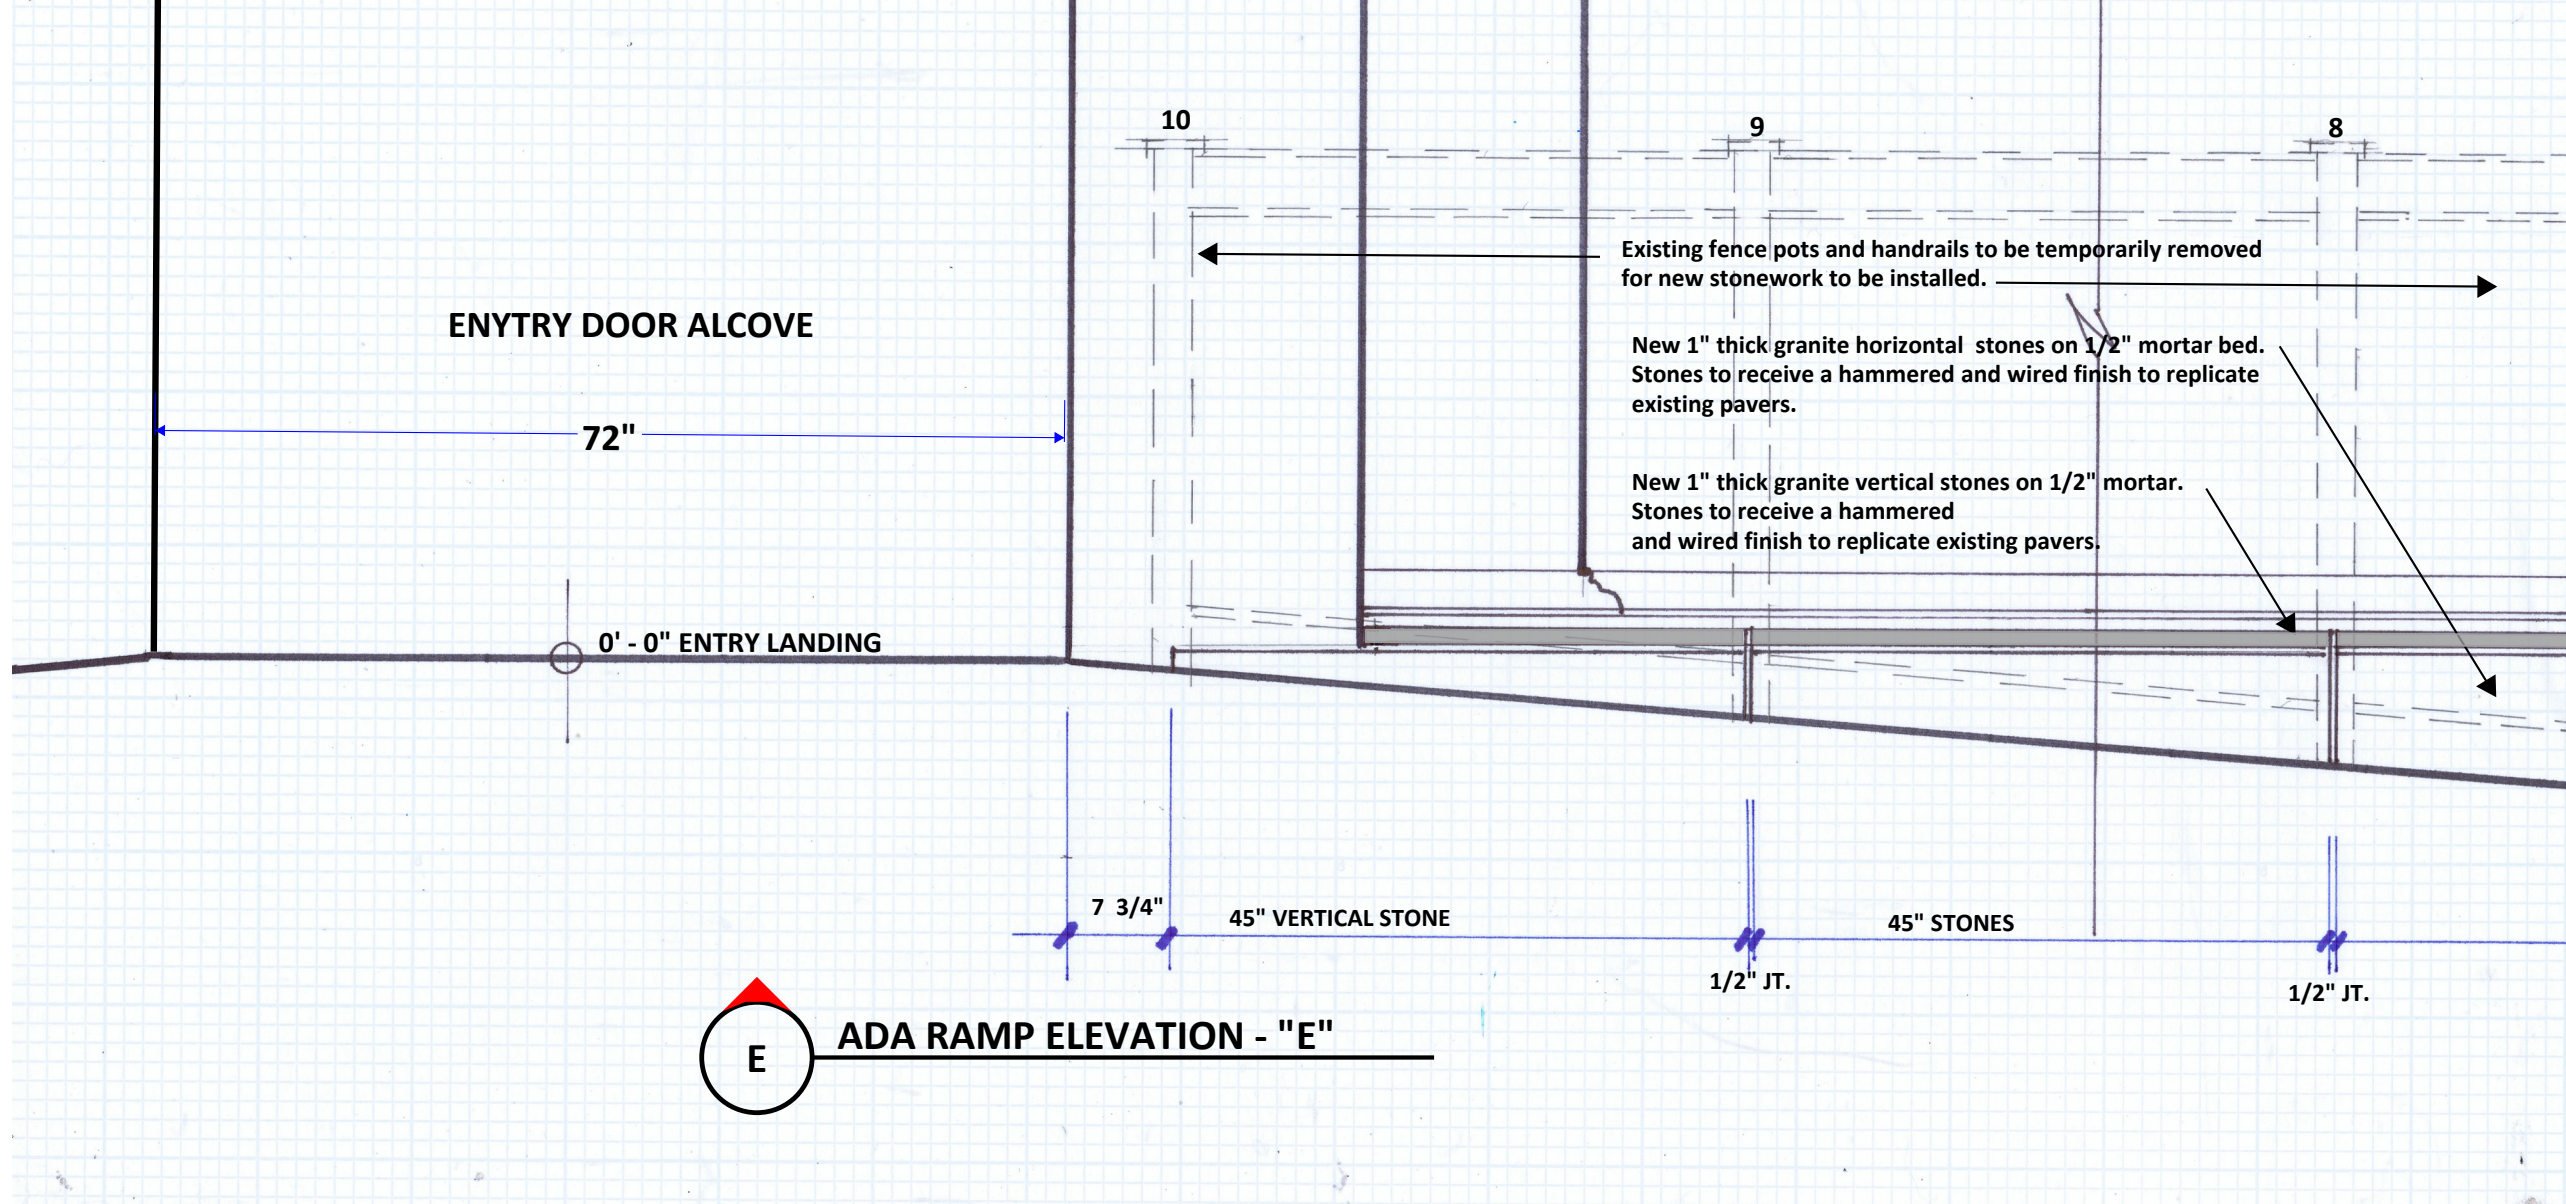 10
9
8
Existing fence pots and handrails to be temporarily removed
for new stonework to be installed.
ENYTRY DOOR ALCOVE
New 1" thick granite horizontal stones on 1/2" mortar bed.
Stones to receive a hammered and wired finish to replicate
existing pavers.
72"
New 1" thick granite vertical stones on 1/2" mortar.
Stones to receive a hammered
and wired finish to replicate existing pavers.
0' - 0" ENTRY LANDING
7 3/4"
45" VERTICAL STONE
45" STONES
1/2" JT.
1/2" JT.
E
ADA RAMP ELEVATION - "E"